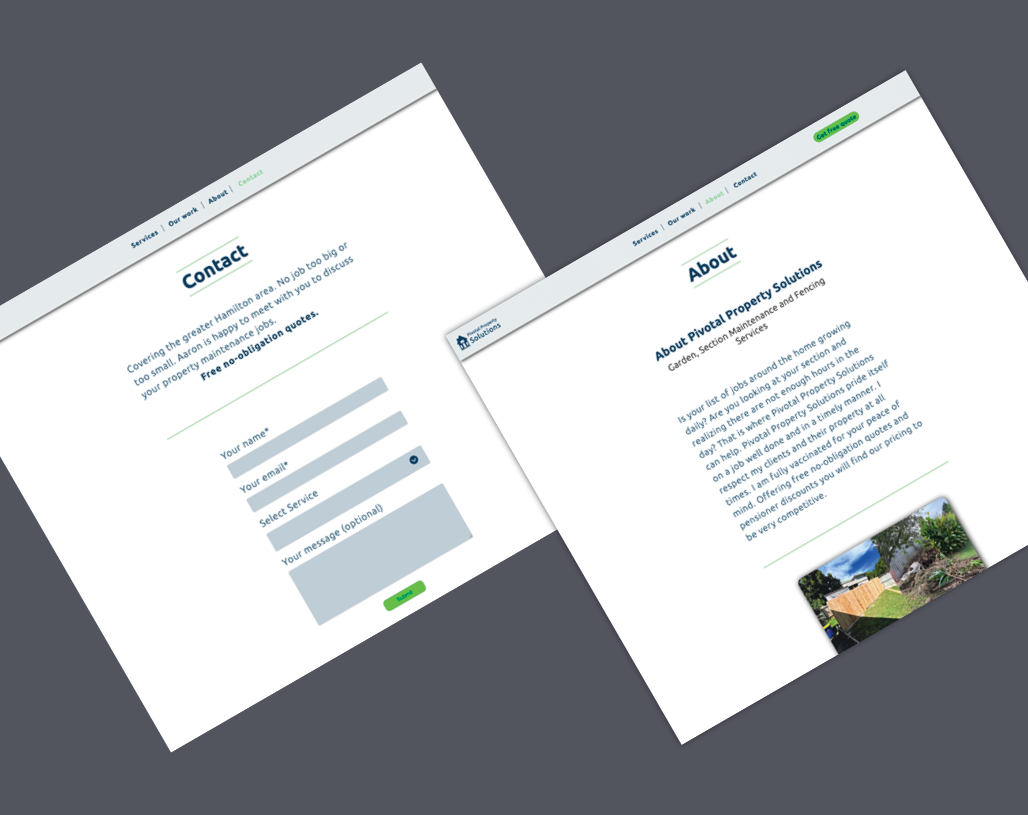 Services | Our work | About | Contact
Contact
Covering the greater Hamilton area. No job too big or
too small. Aaron is happy to meet with you to discuss
your property maintenance jobs.
Free no-obligation quotes.
Your name*
Your email*
Select Service
Your message (optional)
Submit
Pivotal Property
Solutions
Services | Our work | About | Contact
Get free quote
About
About Pivotal Property Solutions
Garden, Section Maintenance and Fencing
Services
Is your list of jobs around the home growing
daily? Are you looking at your section and
realizing there are not enough hours in the
day? That is where Pivotal Property Solutions
can help. Pivotal Property Solutions pride itself
on a job well done and in a timely manner. I
respect my clients and their property at all
times. I am fully vaccinated for your peace of
mind. Offering free no-obligation quotes and
pensioner discounts you will find our pricing to
be very competitive.